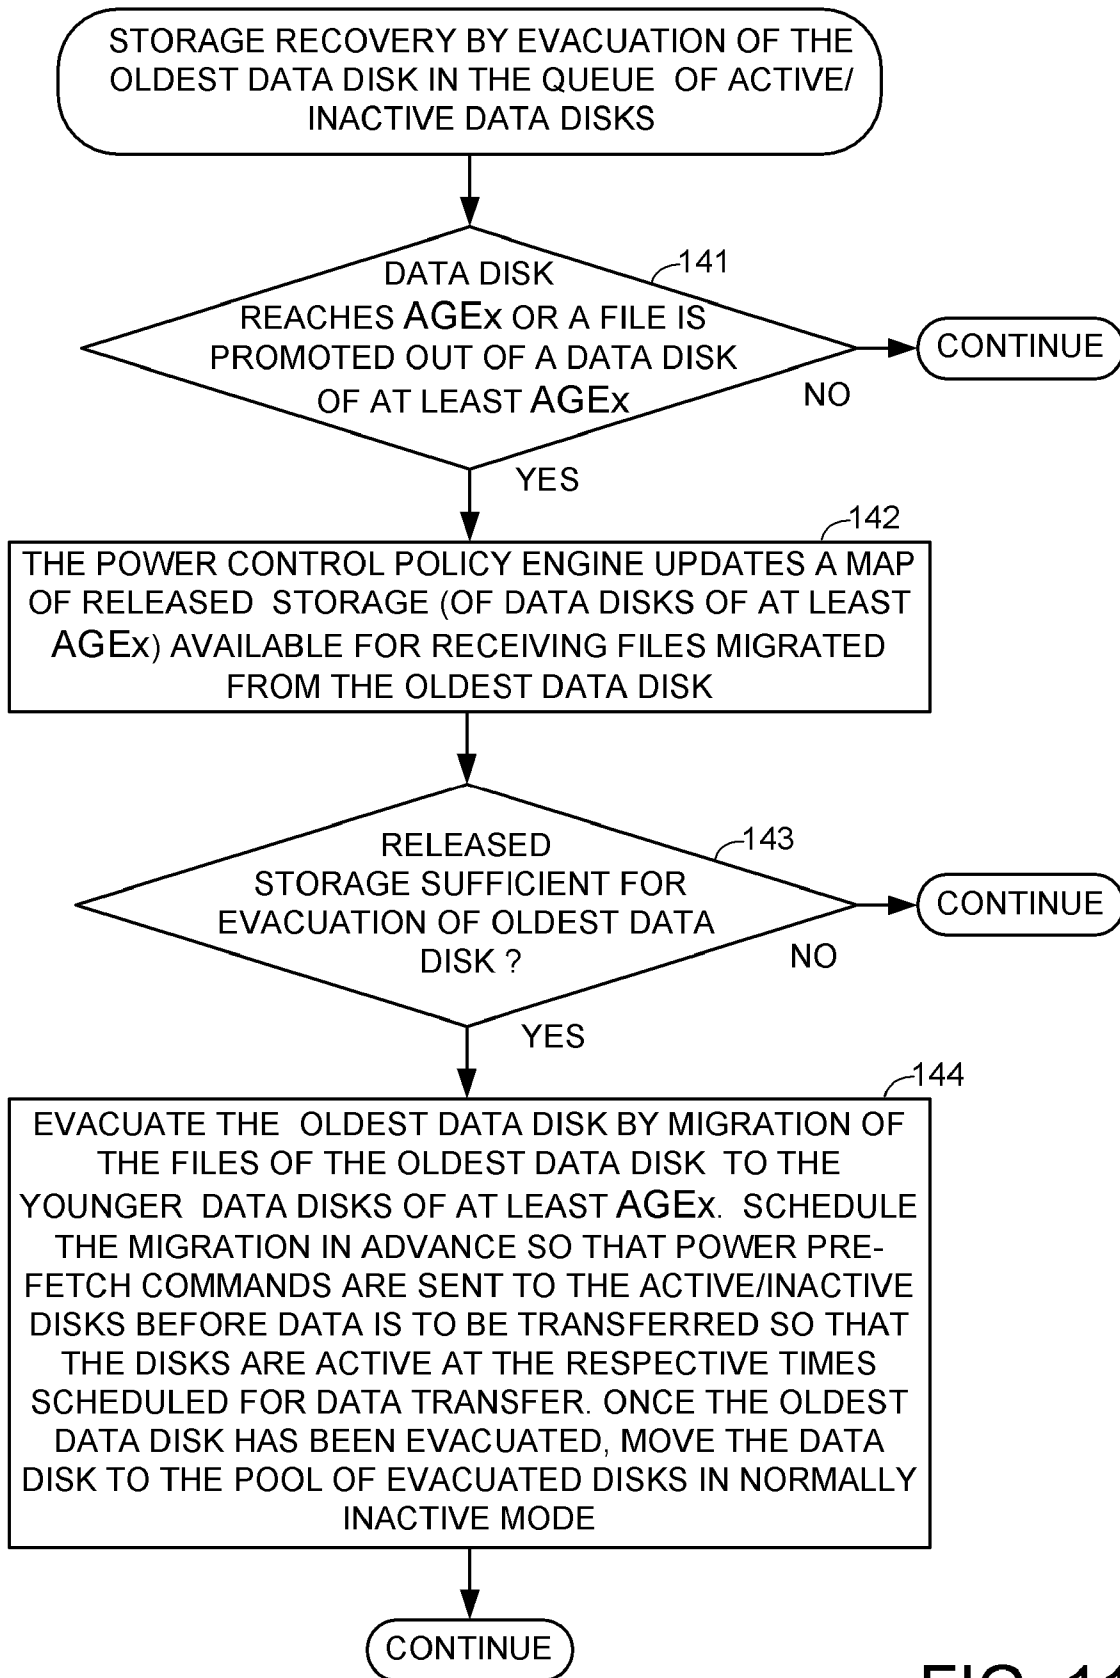 STORAGE RECOVERY BY EVACUATION OF THE
OLDEST DATA DISK IN THE QUEUE OF ACTIVE/
INACTIVE DATA DISKS
141
DATA DISK
REACHES AGEx OR A FILE IS
PROMOTED OUT OF A DATA DISK
OF AT LEAST AGEx
CONTINUE
NO
YES
142
THE POWER CONTROL POLICY ENGINE UPDATES A MAP
OF RELEASED STORAGE (OF DATA DISKS OF AT LEAST
AGEx) AVAILABLE FOR RECEIVING FILES MIGRATED
FROM THE OLDEST DATA DISK
143
RELEASED
STORAGE SUFFICIENT FOR
EVACUATION OF OLDEST DATA
DISK ?
CONTINUE
NO
YES
144
EVACUATE THE OLDEST DATA DISK BY MIGRATION OF
THE FILES OF THE OLDEST DATA DISK TO THE
YOUNGER DATA DISKS OF AT LEAST AGEx. SCHEDULE
THE MIGRATION IN ADVANCE SO THAT POWER PRE-
FETCH COMMANDS ARE SENT TO THE ACTIVE/INACTIVE
DISKS BEFORE DATA IS TO BE TRANSFERRED SO THAT
THE DISKS ARE ACTIVE AT THE RESPECTIVE TIMES
SCHEDULED FOR DATA TRANSFER. ONCE THE OLDEST
DATA DISK HAS BEEN EVACUATED, MOVE THE DATA
DISK TO THE POOL OF EVACUATED DISKS IN NORMALLY
INACTIVE MODE
CONTINUE